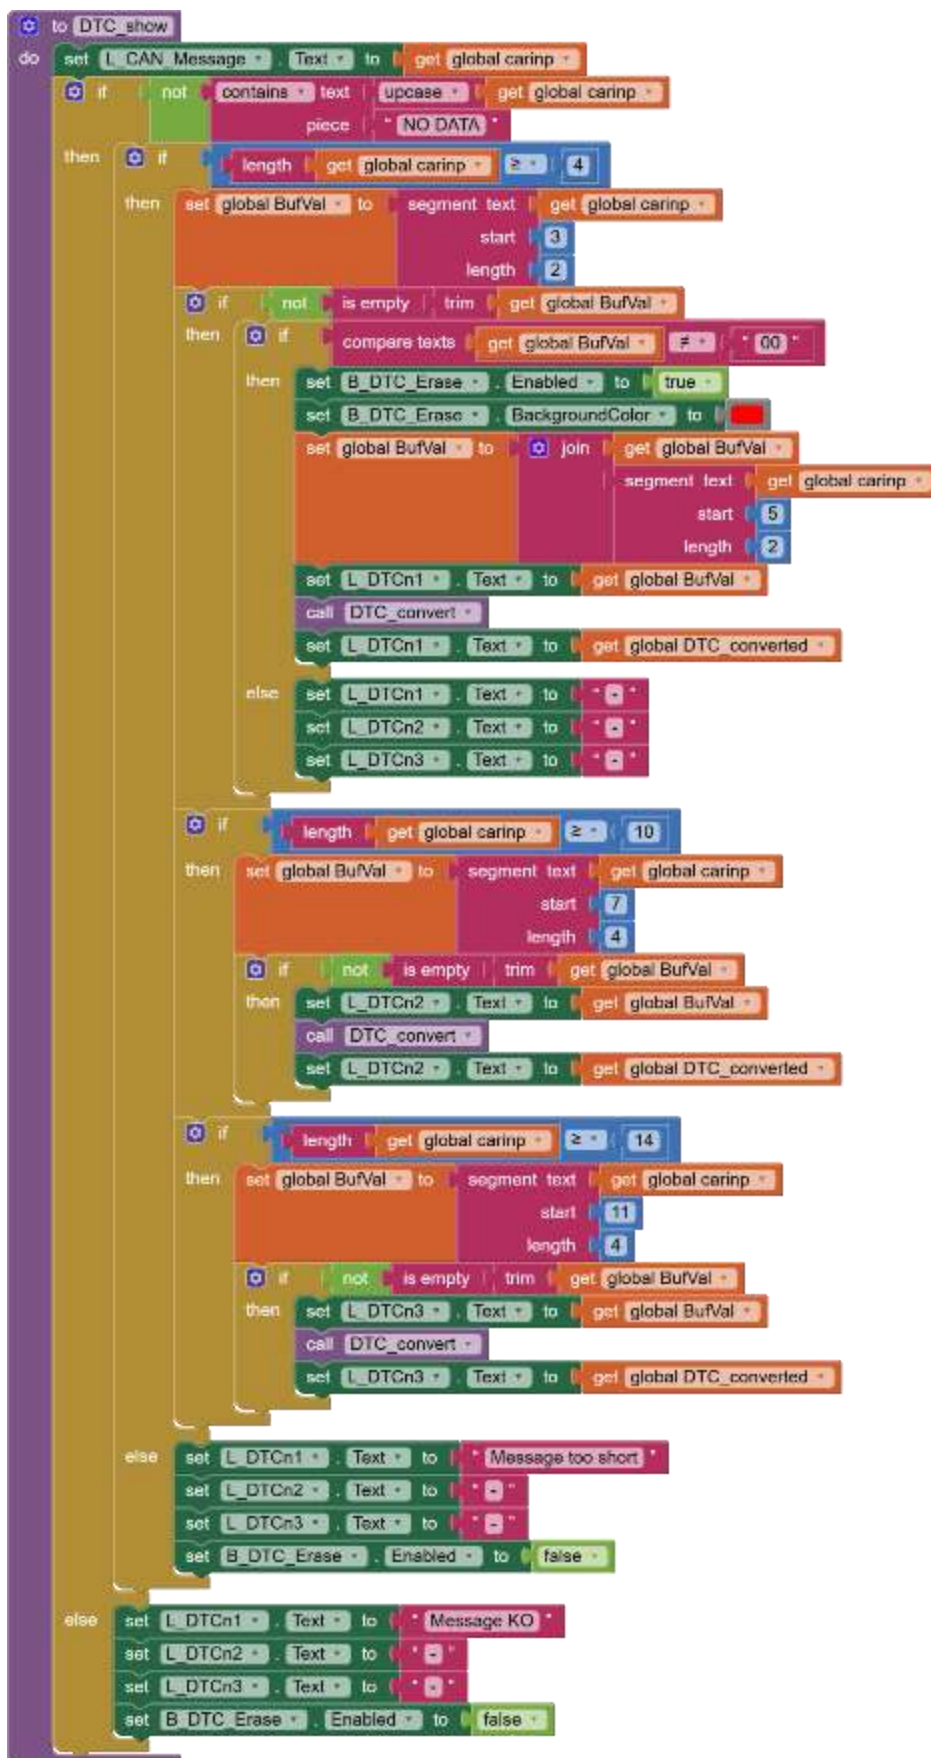 to DTC_show
do set L_CAN_Message . Text to get global carinp
if not contains text upcase get global carinp
piece " NO DATA "
then if length get global carinp ≥ 4
then set global BufVal to segment text get global carinp
start 3
length 2
if not is empty trim get global BufVal
then if compare texts get global BufVal ≠ " 00 "
then set B_DTC_Erase . Enabled to true
set B_DTC_Erase . BackgroundColor to
set global BufVal to join get global BufVal
segment text get global carinp
start 5
length 2
set L_DTCn1 . Text to get global BufVal
call DTC_convert
set L_DTCn1 . Text to get global DTC_converted
else set L_DTCn1 . Text to " - "
set L_DTCn2 . Text to " - "
set L_DTCn3 . Text to " - "
if length get global carinp ≥ 10
then set global BufVal to segment text get global carinp
start 7
length 4
if not is empty trim get global BufVal
then set L_DTCn2 . Text to get global BufVal
call DTC_convert
set L_DTCn2 . Text to get global DTC_converted
if length get global carinp ≥ 14
then set global BufVal to segment text get global carinp
start 11
length 4
if not is empty trim get global BufVal
then set L_DTCn3 . Text to get global BufVal
call DTC_convert
set L_DTCn3 . Text to get global DTC_converted
else set L_DTCn1 . Text to " Message too short "
set L_DTCn2 . Text to " - "
set L_DTCn3 . Text to " - "
set B_DTC_Erase . Enabled to false
else set L_DTCn1 . Text to " Message KO "
set L_DTCn2 . Text to " - "
set L_DTCn3 . Text to " - "
set B_DTC_Erase . Enabled to false